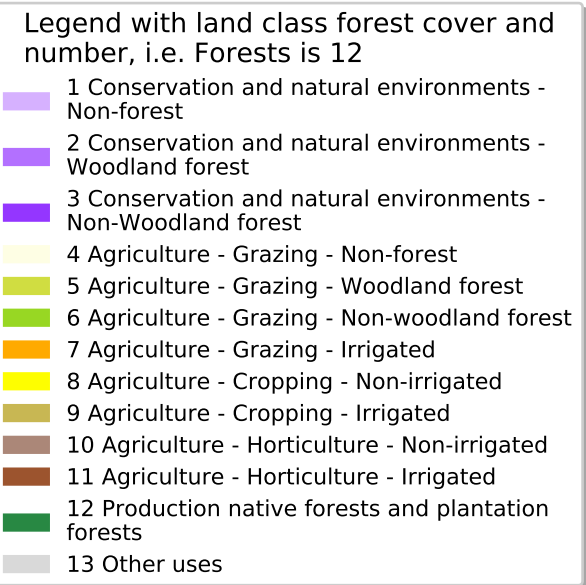 Legend with land class forest cover and
number, i.e. Forests is 12
1 Conservation and natural environments -
Non-forest
2 Conservation and natural environments -
Woodland forest
3 Conservation and natural environments -
Non-Woodland forest
4 Agriculture - Grazing - Non-forest
5 Agriculture - Grazing - Woodland forest
6 Agriculture - Grazing - Non-woodland forest
7 Agriculture - Grazing - Irrigated
8 Agriculture - Cropping - Non-irrigated
9 Agriculture - Cropping - Irrigated
10 Agriculture - Horticulture - Non-irrigated
11 Agriculture - Horticulture - Irrigated
12 Production native forests and plantation
forests
13 Other uses